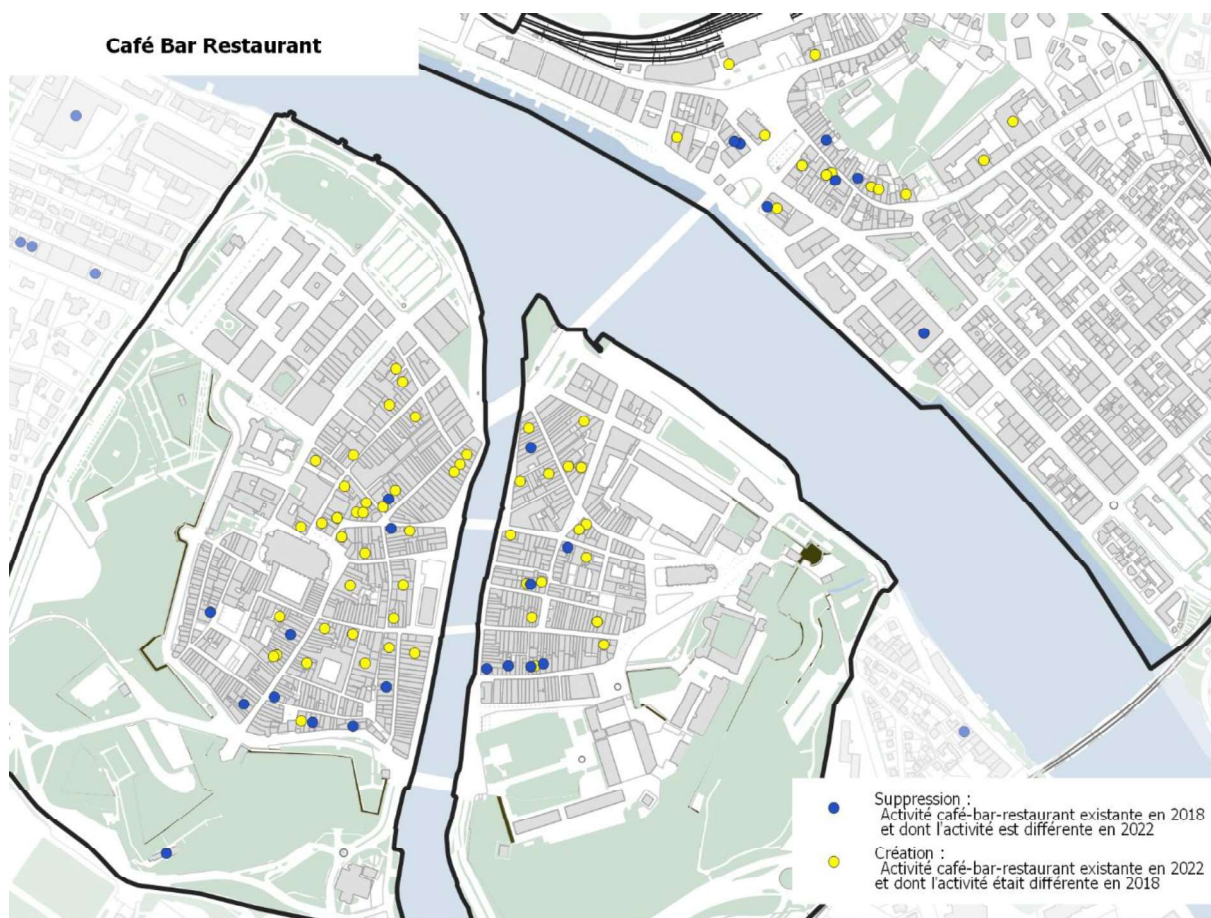 Café Bar Restaurant
Suppression :
Activité café-bar-restaurant existante en 2018
et dont l'activité est différente en 2022
Création :
Activité café-bar-restaurant existante en 2022
et dont l'activité était différente en 2018